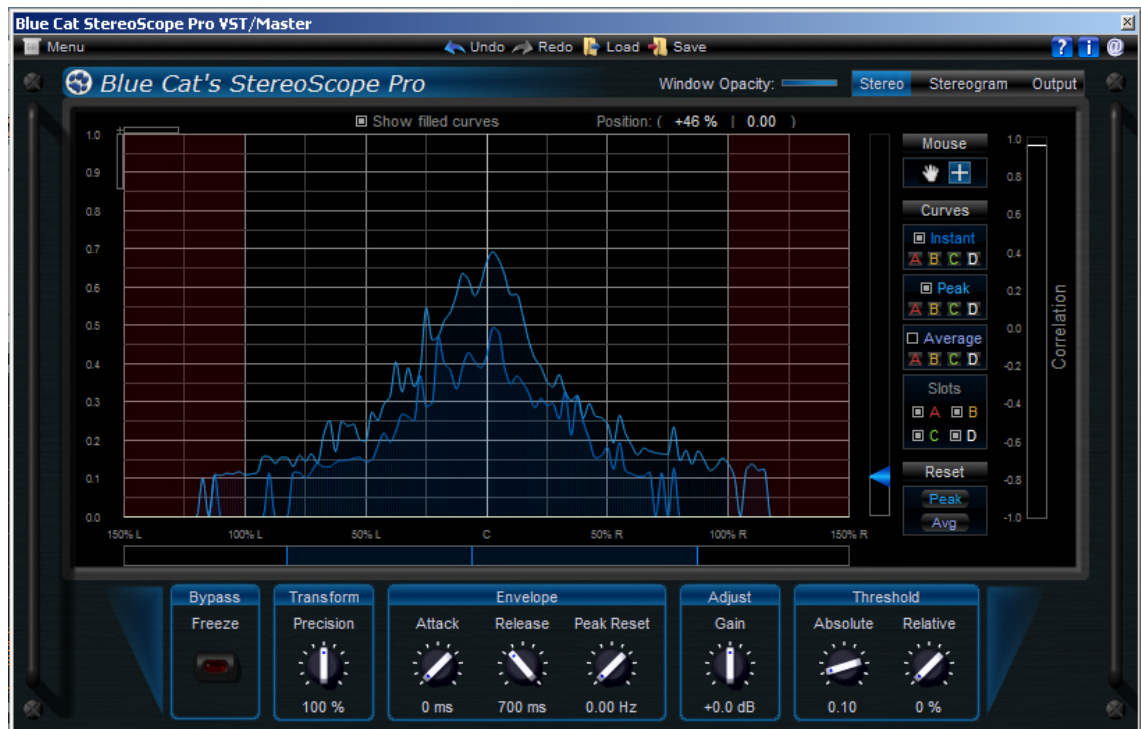 Blue Cat StereoScope Pro VST/Master
Menu Undo Redo Load Save ? i @
Blue Cat's StereoScope Pro Window Opacity: Stereo Stereogram Output
Show filled curves Position: ( +46 % | 0.00 )
1.0
0.9
0.8
0.7
0.6
0.5
0.4
0.3
0.2
0.1
0.0
150% L 100% L 50% L C 50% R 100% R 150% R
Mouse
Curves
Instant
A B C D
Peak
A B C D
Average
A B C D
Slots
A B
C D
Reset
Peak
Avg
1.0
0.8
0.6
0.4
0.2
0.0
-0.2
-0.4
-0.6
-0.8
-1.0
Correlation
Bypass Transform Envelope Adjust Threshold
Freeze Precision Attack Release Peak Reset Gain Absolute Relative
100 % 0 ms 700 ms 0.00 Hz +0.0 dB 0.10 0 %